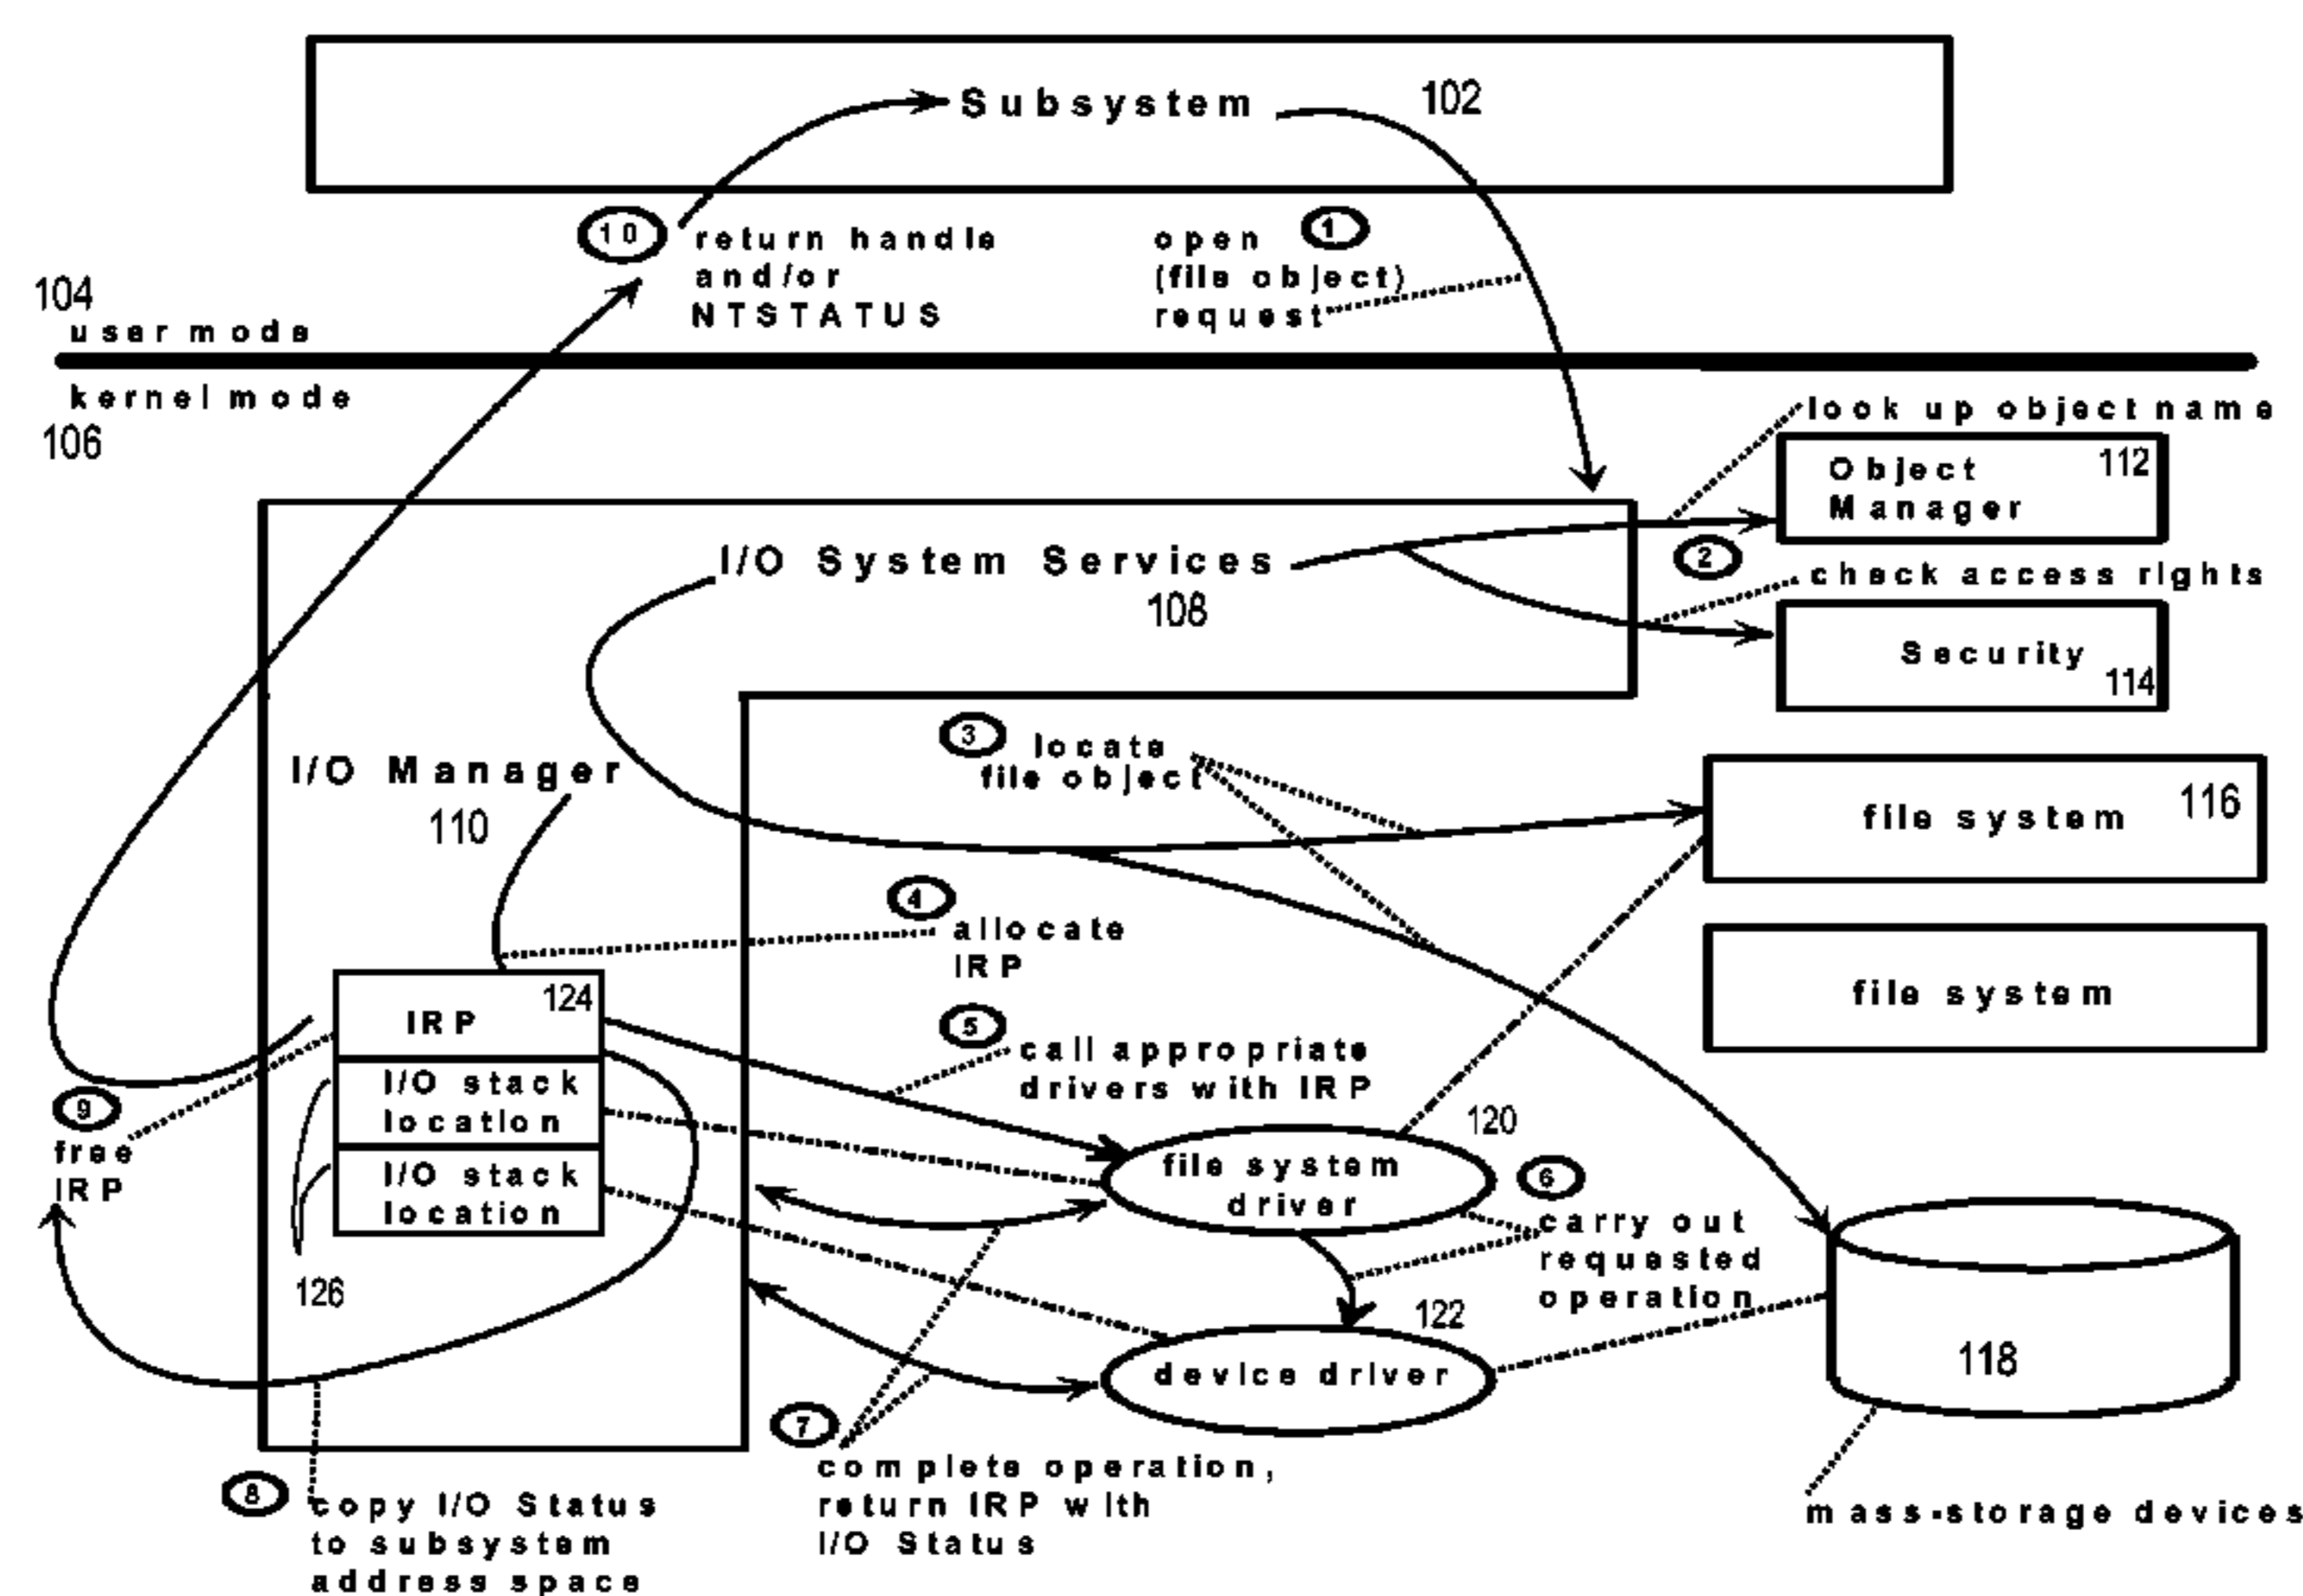 Subsystem 102
10 return handle
and/or
NTSTATUS
open 1
(file object)
request
104
user mode
kernel mode
106
look up object name
Object 112
Manager
2
check access rights
Security
114
I/O System Services
108
3 locate
file object
I/O Manager
110
file system 116
file system
4
allocate
IRP
5
call appropriate
drivers with IRP
IRP 124
I/O stack
location
I/O stack
location
126
9
free
IRP
120
file system
driver
6
carry out
requested
operation
122
device driver
118
mass-storage devices
7
complete operation,
return IRP with
I/O Status
8
copy I/O Status
to subsystem
address space